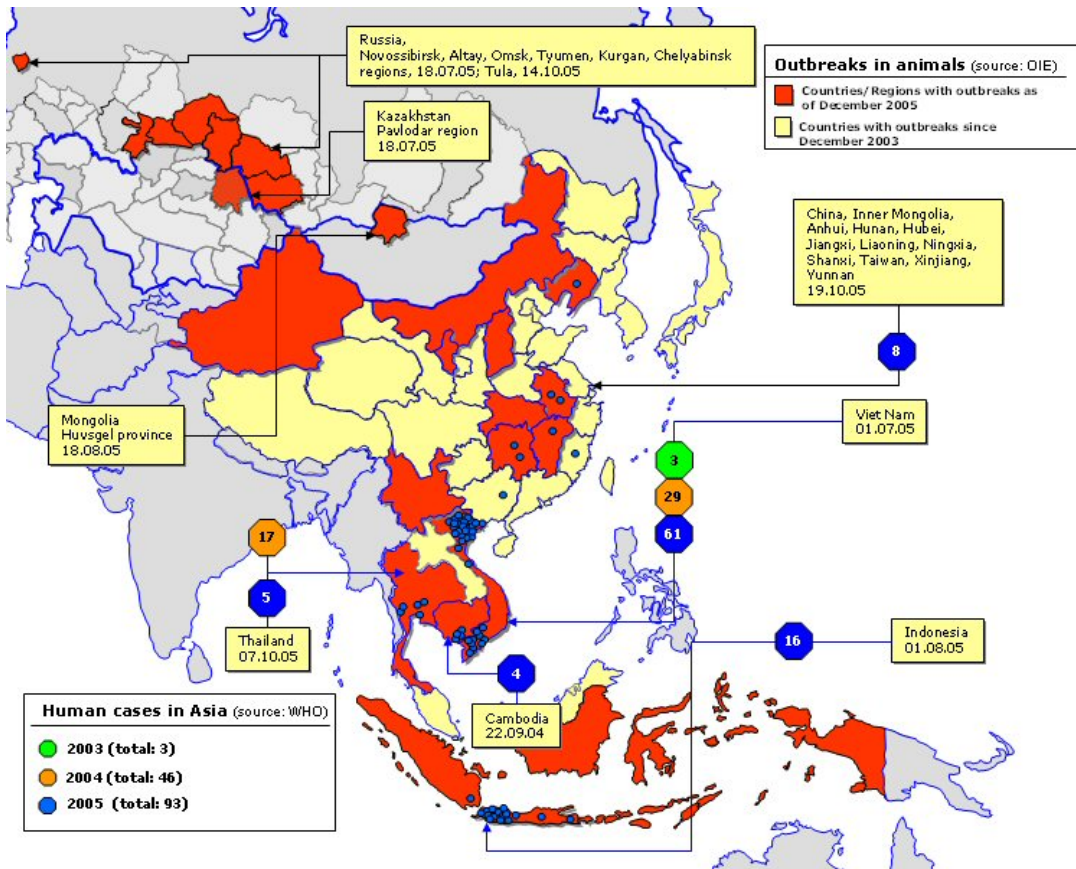 Russia,
Novossibirsk, Altay, Omsk, Tyumen, Kurgan, Chelyabinsk
regions, 18.07.05; Tula, 14.10.05
Outbreaks in animals (source: OIE)
Countries/Regions with outbreaks as
of December 2005
Countries with outbreaks since
December 2003
Kazakhstan
Pavlodar region
18.07.05
China, Inner Mongolia,
Anhui, Hunan, Hubei,
Jiangxi, Liaoning, Ningxia,
Shanxi, Taiwan, Xinjiang,
Yunnan
19.10.05
8
Mongolia
Huvsgel province
18.08.05
Viet Nam
01.07.05
3
29
61
17
5
Thailand
07.10.05
16
Indonesia
01.08.05
4
Cambodia
22.09.04
Human cases in Asia (source: WHO)
2003 (total: 3)
2004 (total: 46)
2005 (total: 93)